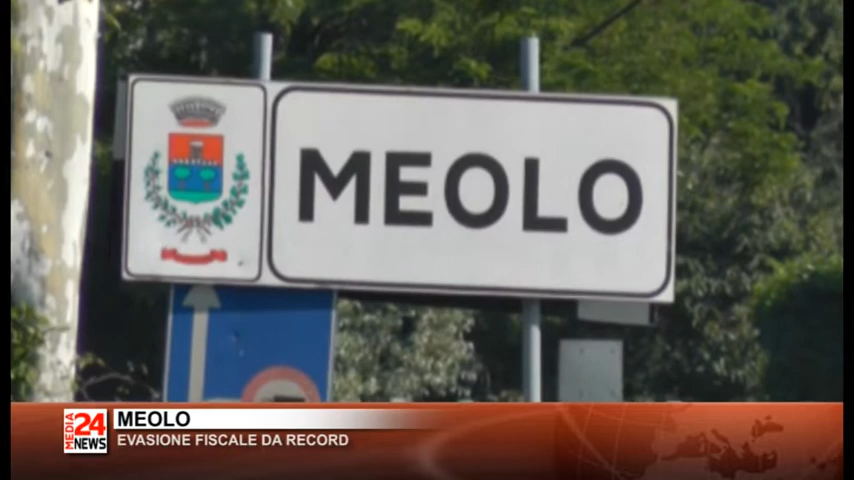 MEOLO
MEDIA 24 NEWS
MEOLO
EVASIONE FISCALE DA RECORD